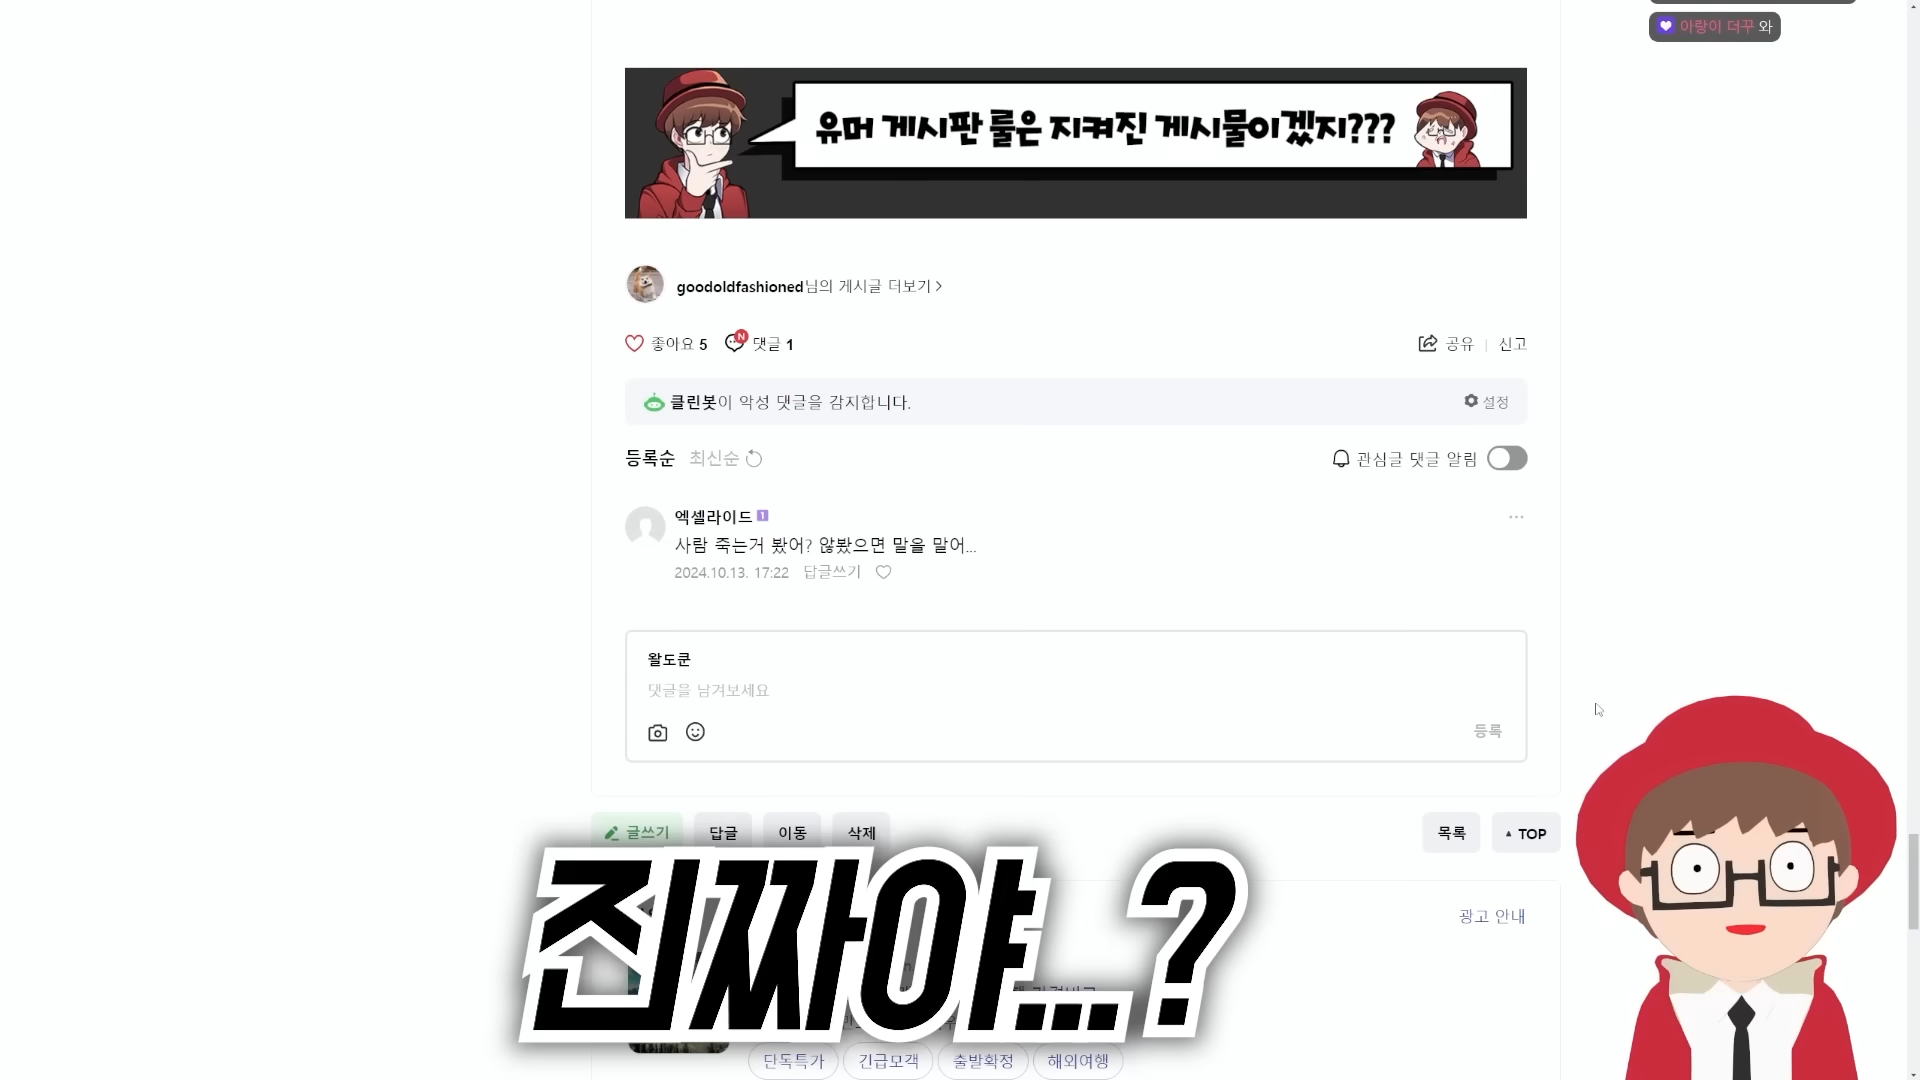 아랑이 더꾸 와
유머 게시판 룰은 지켜진 게시물이겠지???
goodoldfashioned님의 게시글 더보기 >
좋아요 5 N 댓글 1
공유 | 신고
클린봇이 악성 댓글을 감지합니다.
설정
등록순 최신순
관심글 댓글 알림
엑셀라이드 1
사람 죽는거 봤어? 않봤으면 말을 말어...
2024.10.13. 17:22 답글쓰기
왈도쿤
댓글을 남겨보세요
등록
글쓰기 답글 이동 삭제
목록 TOP
광고 안내
진짜야...?
단독특가 긴급모객 출발확정 해외여행